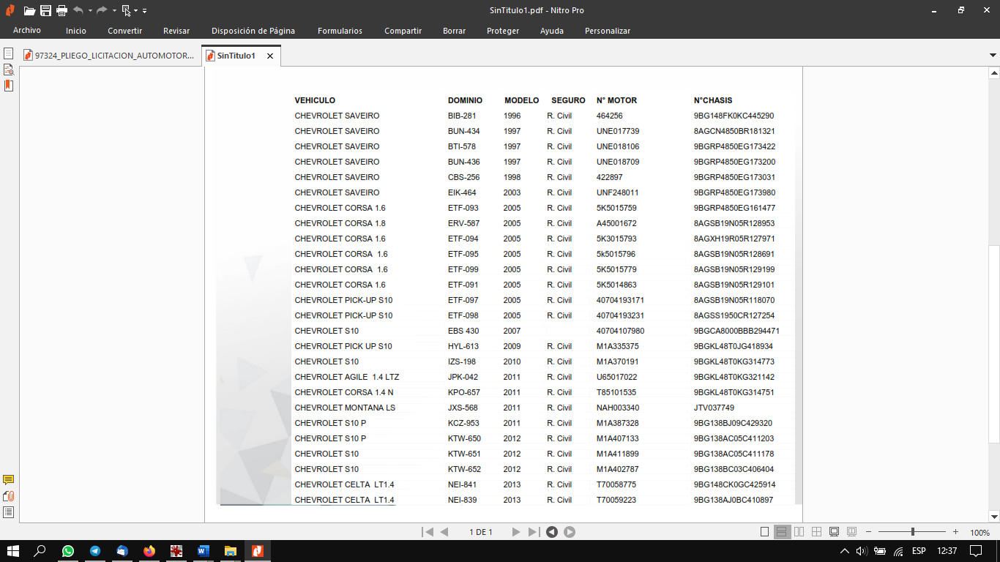 SinTitulo1.pdf - Nitro Pro
Archivo Inicio Convertir Revisar Disposición de Página Formularios Compartir Borrar Proteger Ayuda Personalizar
97324_PLIEGO_LICITACION_AUTOMOTOR... SinTitulo1
VEHICULO DOMINIO MODELO SEGURO N° MOTOR N°CHASIS
CHEVROLET SAVEIRO BIB-281 1996 R. Civil 464256 9BG148FK0KC445290
CHEVROLET SAVEIRO BUN-434 1997 R. Civil UNE017739 8AGCN4850BR181321
CHEVROLET SAVEIRO BTI-578 1997 R. Civil UNE018106 9BGRP4850EG173422
CHEVROLET SAVEIRO BUN-436 1997 R. Civil UNE018709 9BGRP4850EG173200
CHEVROLET SAVEIRO CBS-256 1998 R. Civil 422897 9BGRP4850EG173031
CHEVROLET SAVEIRO EIK-464 2003 R. Civil UNF248011 9BGRP4850EG173980
CHEVROLET CORSA 1.6 ETF-093 2005 R. Civil 5K5015759 9BGRP4850EG161477
CHEVROLET CORSA 1.8 ERV-587 2005 R. Civil A45001672 8AGSB19N05R128953
CHEVROLET CORSA 1.6 ETF-094 2005 R. Civil 5K3015793 8AGXH19R05R127971
CHEVROLET CORSA 1.6 ETF-095 2005 R. Civil 5k5015796 8AGSB19N05R128691
CHEVROLET CORSA 1.6 ETF-099 2005 R. Civil 5K5015779 8AGSB19N05R129199
CHEVROLET CORSA 1.6 ETF-091 2005 R. Civil 5K5014863 8AGSB19N05R129101
CHEVROLET PICK-UP S10 ETF-097 2005 R. Civil 40704193171 8AGSB19N05R118070
CHEVROLET PICK-UP S10 ETF-098 2005 R. Civil 40704193231 8AGSS1950CR127254
CHEVROLET S10 EBS 430 2007 40704107980 9BGCA8000BBB294471
CHEVROLET PICK UP S10 HYL-613 2009 R. Civil M1A335375 9BGKL48T0JG418934
CHEVROLET S10 IZS-198 2010 R. Civil M1A370191 9BGKL48T0KG314773
CHEVROLET AGILE 1.4 LTZ JPK-042 2011 R. Civil U65017022 9BGKL48T0KG321142
CHEVROLET CORSA 1.4 N KPO-657 2011 R. Civil T85101535 9BGKL48T0KG314751
CHEVROLET MONTANA LS JXS-568 2011 R. Civil NAH003340 JTV037749
CHEVROLET S10 P KCZ-953 2011 R. Civil M1A387328 9BG138BJ09C429320
CHEVROLET S10 P KTW-650 2012 R. Civil M1A407133 9BG138AC05C411203
CHEVROLET S10 KTW-651 2012 R. Civil M1A411899 9BG138AC05C411178
CHEVROLET S10 KTW-652 2012 R. Civil M1A402787 9BG138BC03C406404
CHEVROLET CELTA LT1.4 NEI-841 2013 R. Civil T70058775 9BG148CK0GC425914
CHEVROLET CELTA LT1.4 NEI-839 2013 R. Civil T70059223 9BG138AJ0BC410897
1 DE 1 100%
ESP 12:37